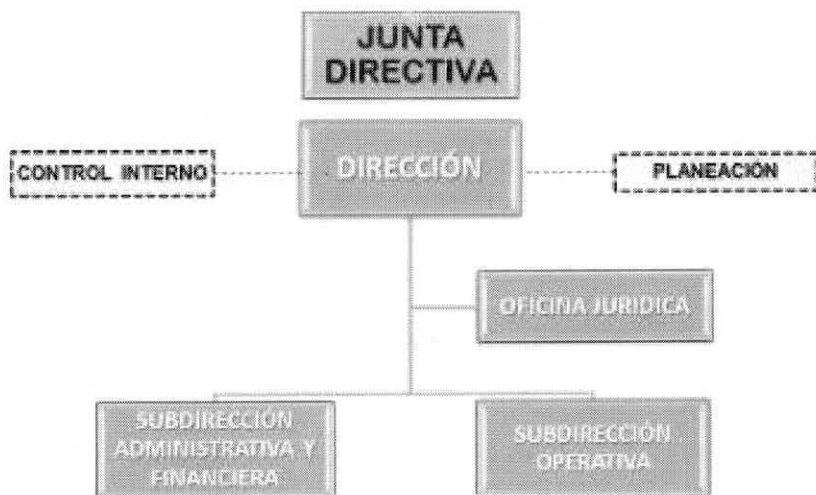 JUNTA
DIRECTIVA
CONTROL INTERNO
DIRECCIÓN
PLANEACIÓN
OFICINA JURIDICA
SUBDIRECCIÓN
ADMINISTRATIVA Y
FINANCIERA
SUBDIRECCIÓN
OPERATIVA